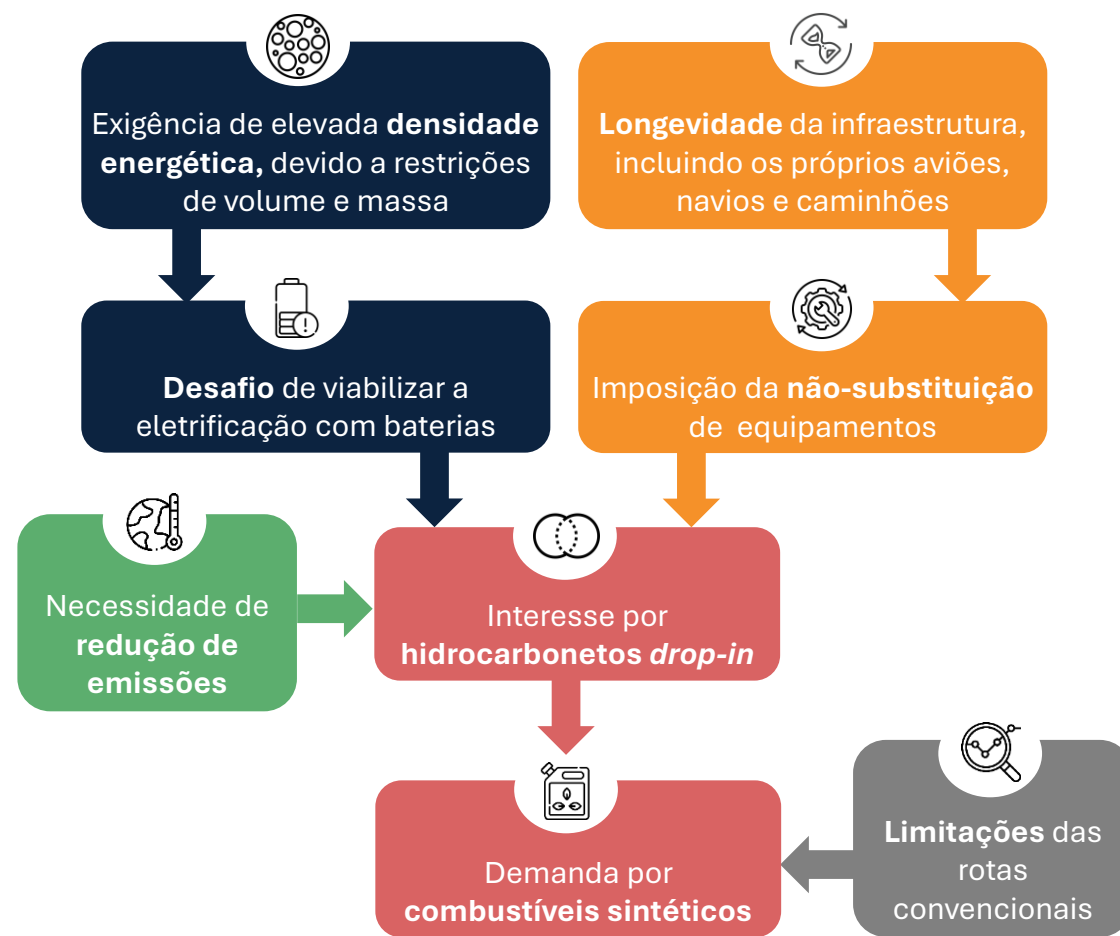 Exigência de elevada densidade
energética, devido a restrições
de volume e massa
Longevidade da infraestrutura,
incluindo os próprios aviões,
navios e caminhões
Desafio de viabilizar a
eletrificação com baterias
Imposição da não-substituição
de equipamentos
Necessidade de
redução de
emissões
Interesse por
hidrocarbonetos drop-in
Demanda por
combustíveis sintéticos
Limitações das
rotas
convencionais